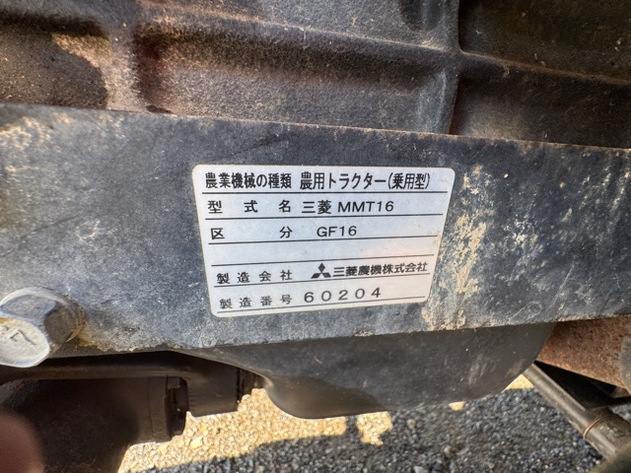 農業機械の種類 農用トラクター(乗用型)
型式名 三菱 MMT16
区分 GF16
製造会社 三菱農機株式会社
製造番号 60204
7